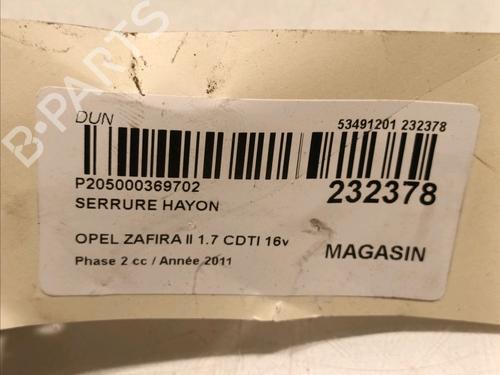 B-PARTS
DUN
53491201 232378
P205000369702
232378
SERRURE HAYON
OPEL ZAFIRA II 1.7 CDTI 16v
MAGASIN
Phase 2 cc / Année 2011